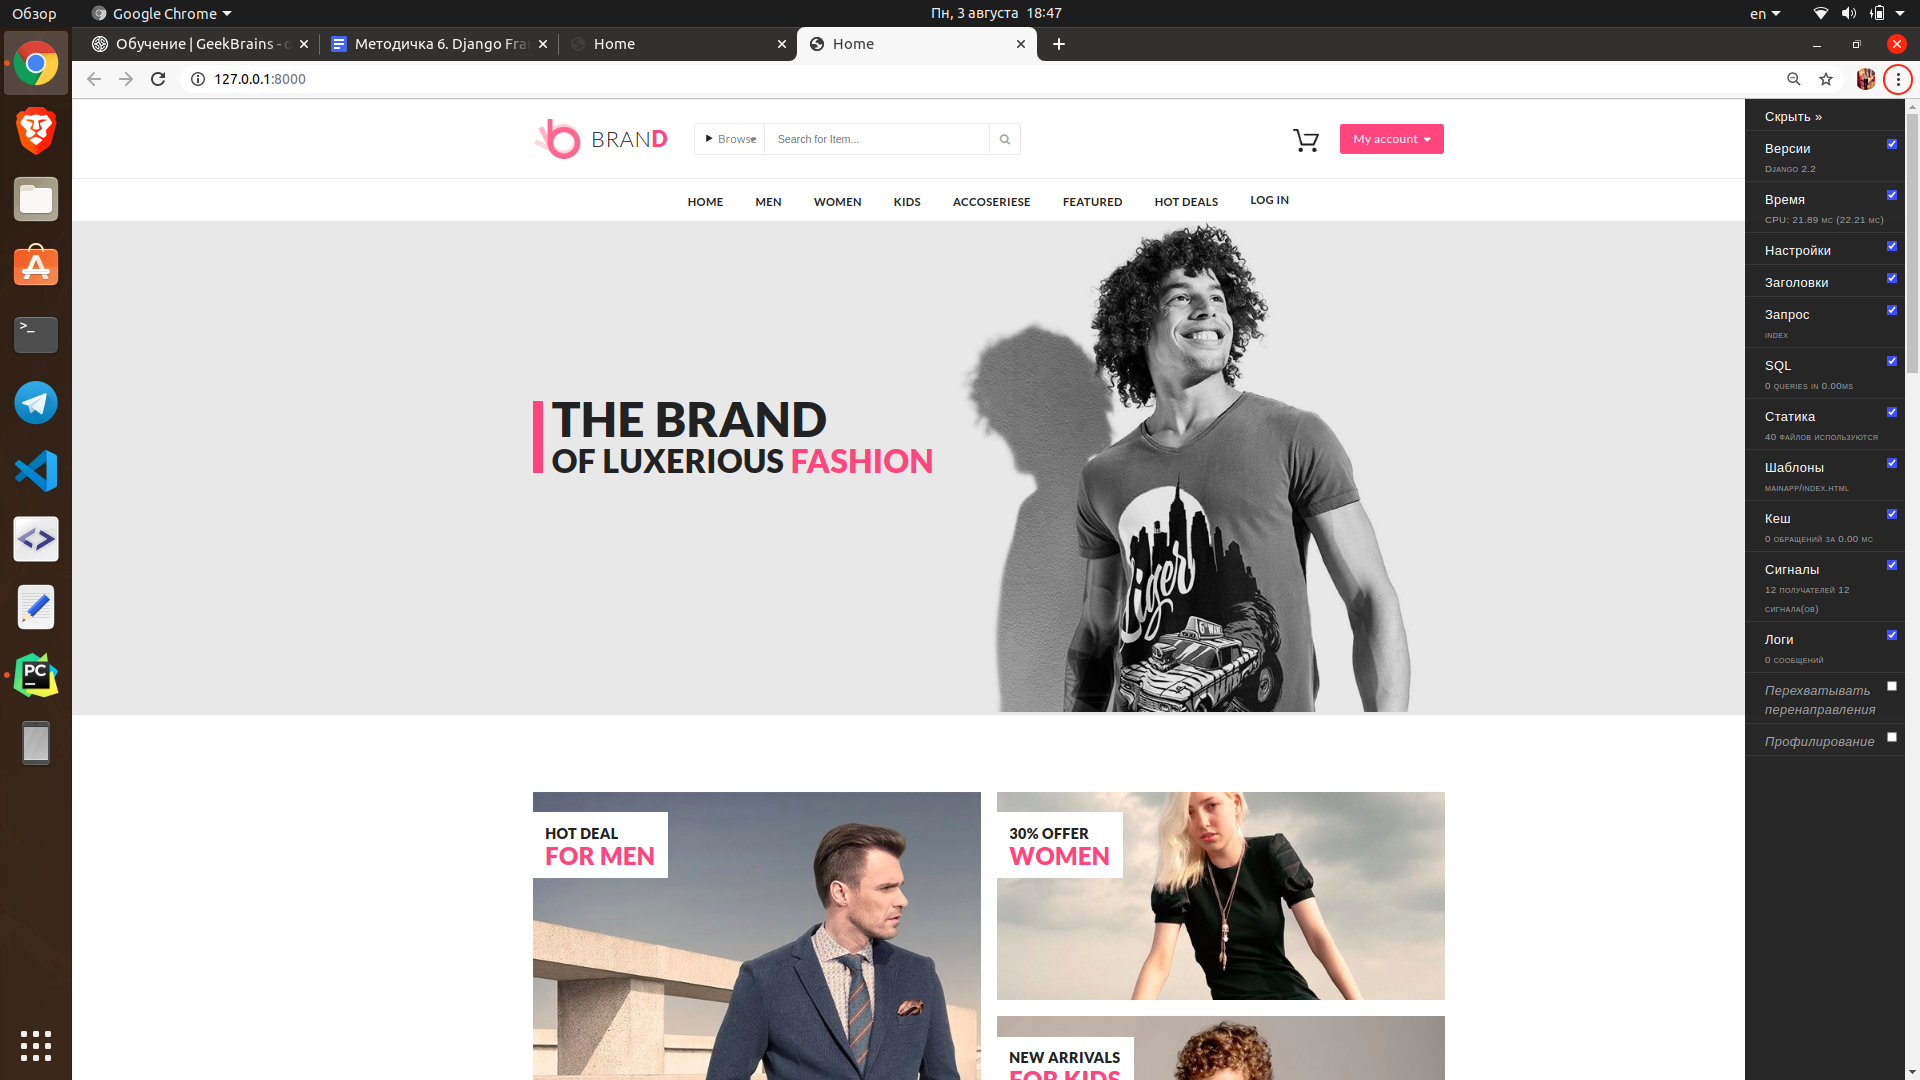 Обзор
Google Chrome
Пн, 3 августа 18:47
en
Обучение | GeekBrains - о
Методичка 6. Django Fra
Home
Home
127.0.0.1:8000
BRAND
Browse
Search for Item...
My account
HOME
MEN
WOMEN
KIDS
ACCOSERIESE
FEATURED
HOT DEALS
LOG IN
THE BRAND
OF LUXERIOUS FASHION
Liger
TAXI
HOT DEAL
FOR MEN
30% OFFER
WOMEN
NEW ARRIVALS
FOR KIDS
Скрыть »
Версии
Django 2.2
Время
CPU: 21.89 мс (22.21 мс)
Настройки
Заголовки
Запрос
index
SQL
0 queries in 0.00ms
Статика
40 файлов используются
Шаблоны
mainapp/index.html
Кеш
0 обращений за 0.00 мс
Сигналы
12 получателей 12
сигнала(ов)
Логи
0 сообщений
Перехватывать
перенаправления
Профилирование
>_
PC